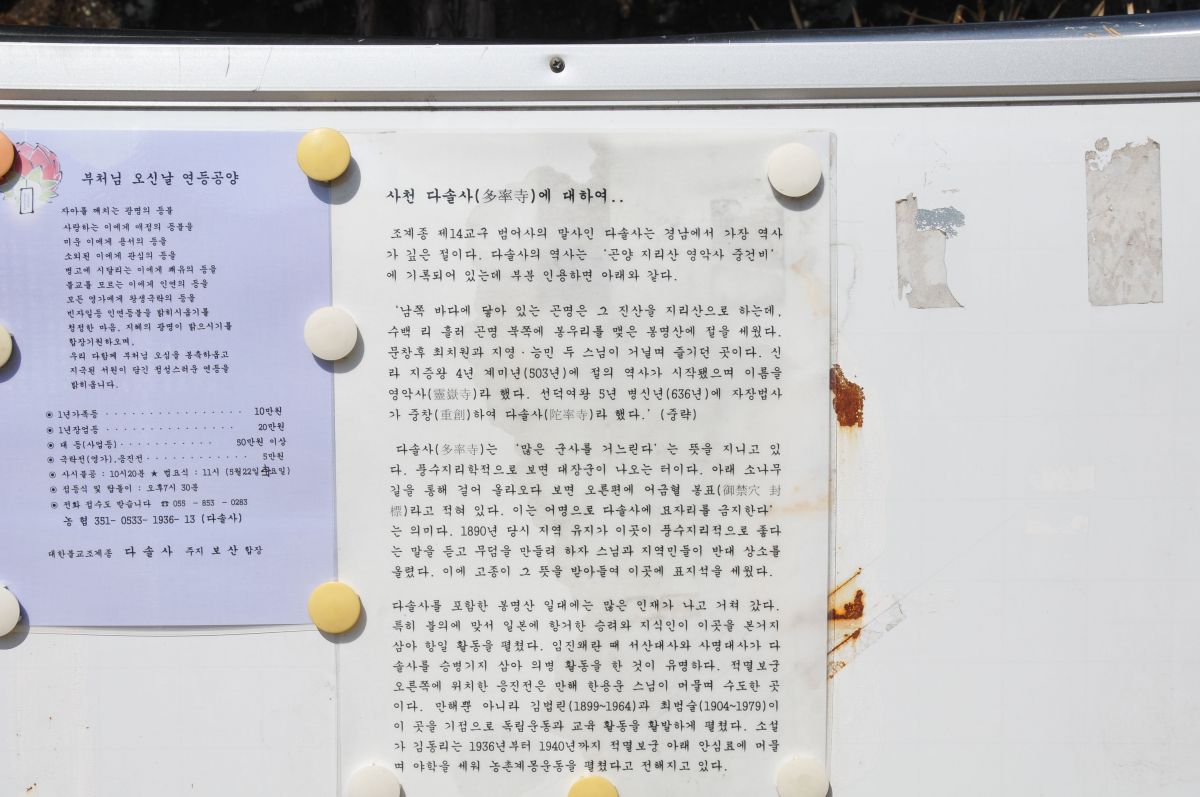 부처님 오신날 연등공양
자아를 깨치는 광명의 등불
사랑하는 이에게 애정의 등불을
미운 이에게 용서의 등을
소외된 이에게 관심의 등을
병고에 시달리는 이에게 쾌유의 등을
불교를 모르는 이에게 인연의 등을
모든 영가에게 왕생극락의 등을
빈자일등 인연등불을 밝히시옵기를
청정한 마음, 지혜의 광명이 밝으시기를
합장기원하오며,
우리 다함께 부처님 오심을 봉축하옵고
지극된 서원이 담긴 정성스러운 연등을
밝히옵니다.
◉ 1년가족등 · · · · · · · · · · · · · · · · 10만원
◉ 1년장엄등 · · · · · · · · · · · · · · · 20만원
◉ 대 등(사업등)· · · · · · · · · · · 50만원 이상
◉ 극락전(영가),응진전· · · · · · · · · · · · 5만원
◉ 사시불공 : 10시20분 ★ 법요식 : 11시 (5월22일 요일)
◉ 점등식 및 탑돌이 : 오후7시 30분
◉ 전화 접수도 받습니다 ☎ 055 - 853 - 0283
농 협 351- 0533- 1936- 13 (다솔사)
대한불교조계종 다 솔 사 주지 보 산 합장
사천 다솔사(多率寺)에 대하여..
조계종 제14교구 범어사의 말사인 다솔사는 경남에서 가장 역사
가 깊은 절이다. 다솔사의 역사는 ‘곤양 지리산 영악사 중건비’
에 기록되어 있는데 부분 인용하면 아래와 같다.
‘남쪽 바다에 닿아 있는 곤명은 그 진산을 지리산으로 하는데,
수백 리 흘러 곤명 북쪽에 봉우리를 맺은 봉명산에 절을 세웠다.
문창후 최치원과 지영·능민 두 스님이 거닐며 즐기던 곳이다. 신
라 지증왕 4년 계미년(503년)에 절의 역사가 시작됐으며 이름을
영악사(靈嶽寺)라 했다. 선덕여왕 5년 병신년(636년)에 자장법사
가 중창(重創)하여 다솔사(陀率寺)라 했다.’ (중략)
다솔사(多率寺)는 ‘많은 군사를 거느린다’ 는 뜻을 지니고 있
다. 풍수지리학적으로 보면 대장군이 나오는 터이다. 아래 소나무
길을 통해 걸어 올라오다 보면 오른편에 어금혈 봉표(御禁穴 封
標)라고 적혀 있다. 이는 어명으로 다솔사에 묘자리를 금지한다’
는 의미다. 1890년 당시 지역 유지가 이곳이 풍수지리적으로 좋다
는 말을 듣고 무덤을 만들려 하자 스님과 지역민들이 반대 상소를
올렸다. 이에 고종이 그 뜻을 받아들여 이곳에 표지석을 세웠다.
다솔사를 포함한 봉명산 일대에는 많은 인재가 나고 거쳐 갔다.
특히 불의에 맞서 일본에 항거한 승려와 지식인이 이곳을 본거지
삼아 항일 활동을 펼쳤다. 임진왜란 때 서산대사와 사명대사가 다
솔사를 승병기지 삼아 의병 활동을 한 것이 유명하다. 적멸보궁
오른쪽에 위치한 응진전은 만해 한용운 스님이 머물며 수도한 곳
이다. 만해뿐 아니라 김법린(1899~1964)과 최범술(1904~1979)이
이 곳을 기점으로 독립운동과 교육 활동을 활발하게 펼쳤다. 소설
가 김동리는 1936년부터 1940년까지 적멸보궁 아래 안심료에 머물
며 야학을 세워 농촌계몽운동을 펼쳤다고 전해지고 있다.